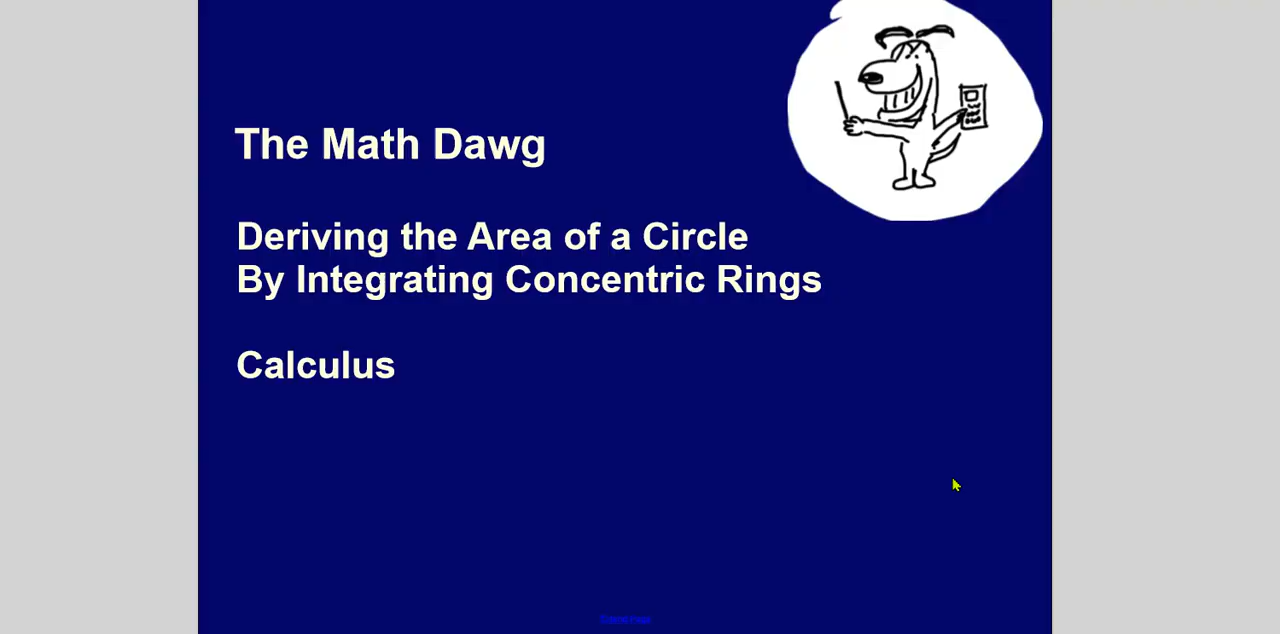 The Math Dawg
Deriving the Area of a Circle
By Integrating Concentric Rings
Calculus